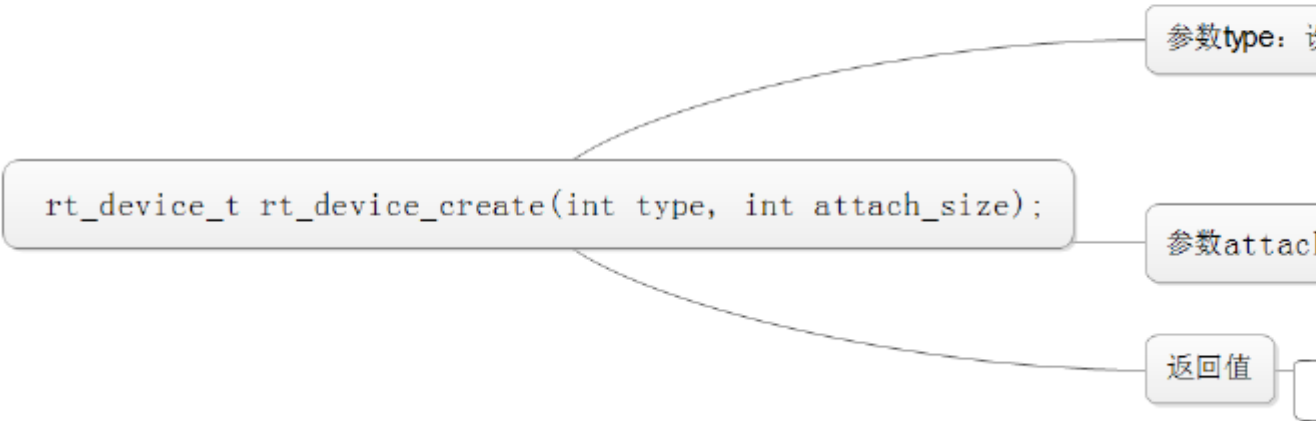 参数type：
rt_device_t rt_device_create(int type, int attach_size);
参数attac
返回值